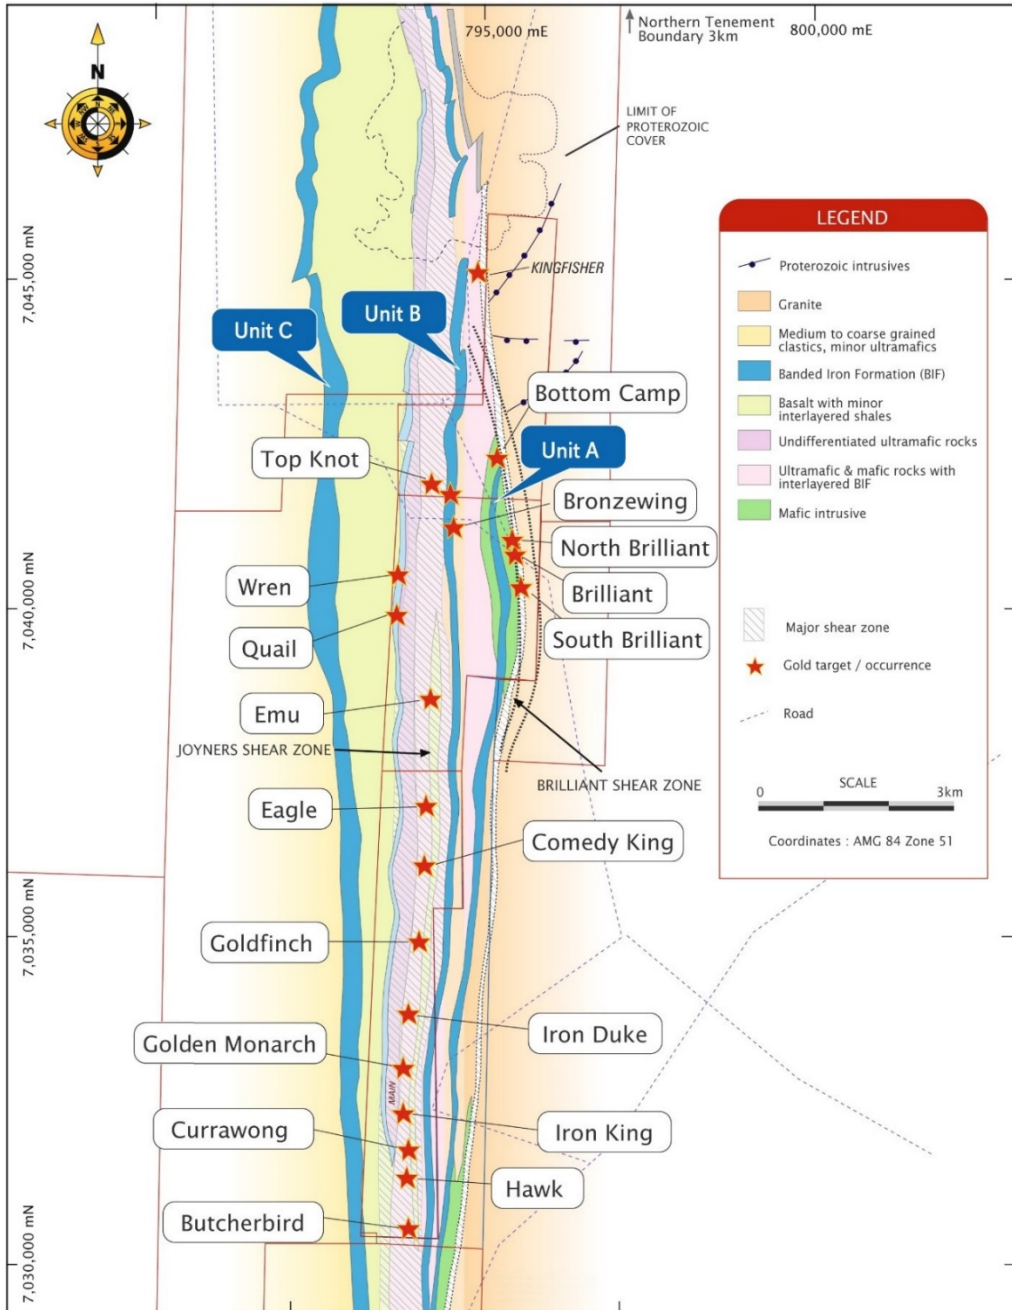 795,000 mE
Northern Tenement
Boundary 3km
800,000 mE
N
LIMIT OF
PROTEROZOIC
COVER
7,045,000 mN
KINGFISHER
Unit C
Unit B
Bottom Camp
Unit A
Top Knot
Bronzewing
North Brilliant
Wren
Brilliant
7,040,000 mN
Quail
South Brilliant
Emu
JOYNERS SHEAR ZONE
BRILLIANT SHEAR ZONE
Eagle
Comedy King
7,035,000 mN
Goldfinch
Iron Duke
Golden Monarch
MAIN
Currawong
Iron King
Hawk
Butcherbird
7,030,000 mN
LEGEND
Proterozoic intrusives
Granite
Medium to coarse grained
clastics, minor ultramafics
Banded Iron Formation (BIF)
Basalt with minor
interlayered shales
Undifferentiated ultramafic rocks
Ultramafic & mafic rocks with
interlayered BIF
Mafic intrusive
Major shear zone
Gold target / occurrence
Road
SCALE
0 3km
Coordinates : AMG 84 Zone 51